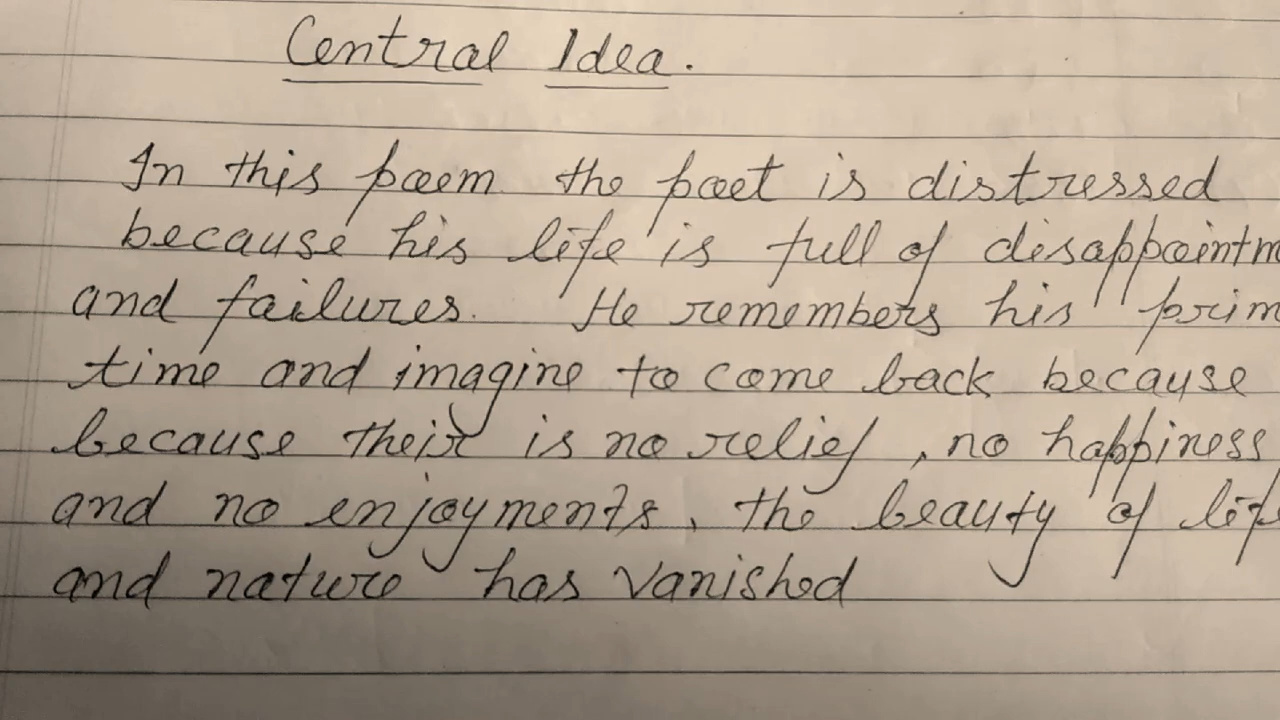 Central Idea.
In this poem the poet is distressed
because his life is full of disappointm
and failures. He remembers his prim
time and imagine to come back because
because their is no relief, no happiness
and no enjoyments, the beauty of life
and nature has vanished